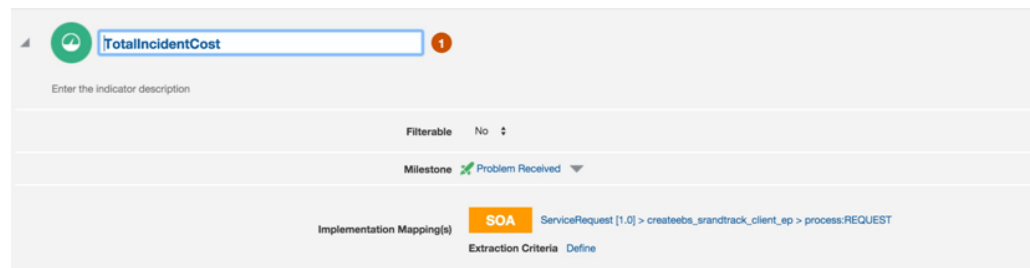 TotalIncidentCost 1
Enter the indicator description
Filterable No
Milestone Problem Received
Implementation Mapping(s) SOA ServiceRequest [1.0] > createebs_srandtrack_client_ep > process:REQUEST
Extraction Criteria Define